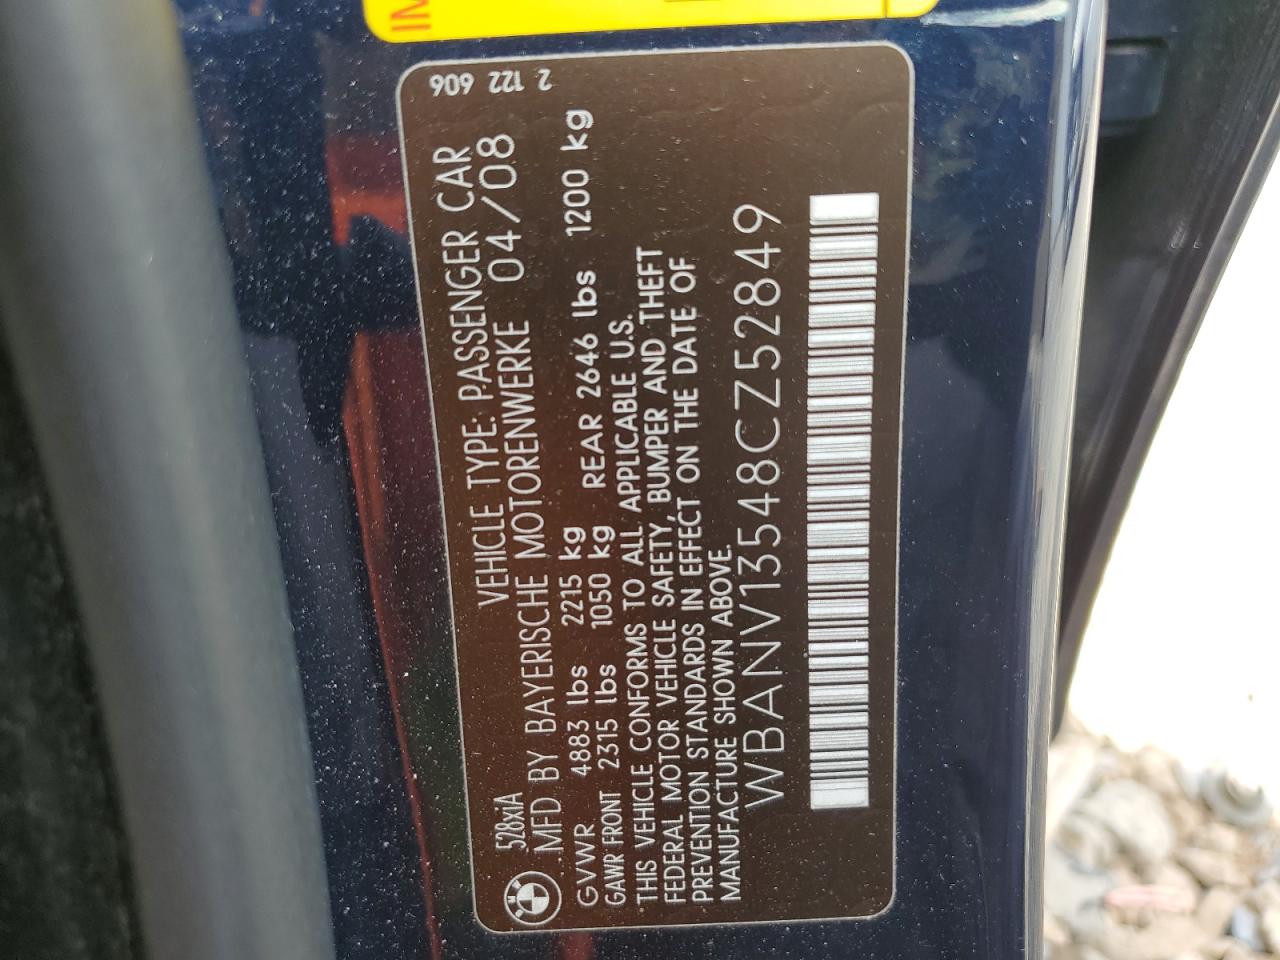 IM
2 122 606
528xiA VEHICLE TYPE: PASSENGER CAR
MFD BY BAYERISCHE MOTORENWERKE 04/08
GVWR 4883 lbs 2215 kg
GAWR FRONT 2315 lbs 1050 kg REAR 2646 lbs 1200 kg
THIS VEHICLE CONFORMS TO ALL APPLICABLE U.S.
FEDERAL MOTOR VEHICLE SAFETY, BUMPER AND THEFT
PREVENTION STANDARDS IN EFFECT ON THE DATE OF
MANUFACTURE SHOWN ABOVE.
WBANV13548CZ52849